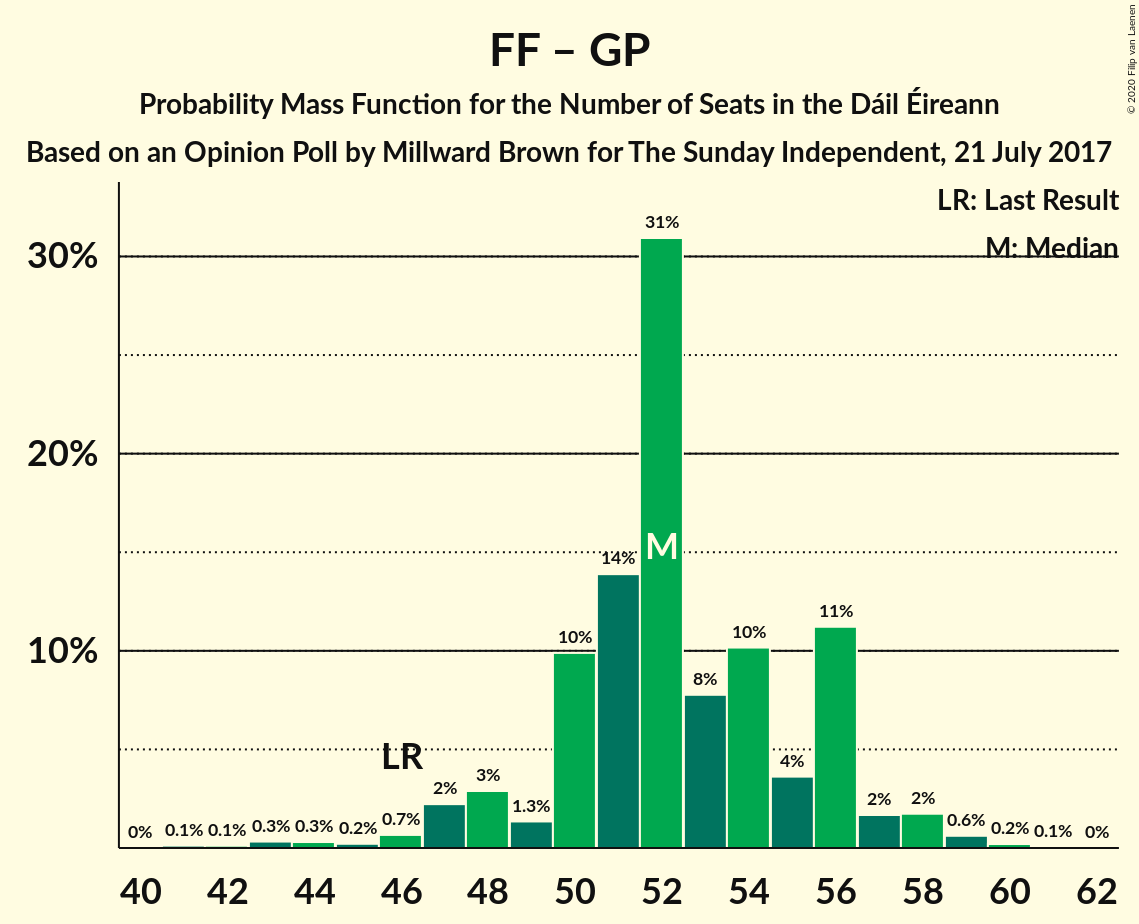 FF – GP
Probability Mass Function for the Number of Seats in the Dáil Éireann
Based on an Opinion Poll by Millward Brown for The Sunday Independent, 21 July 2017
© 2020 Filip van Laenen
LR: Last Result
M: Median
30%
20%
10%
0%
0.1%
0.1%
0.3%
0.3%
0.2%
0.7%
LR
2%
3%
1.3%
10%
14%
31%
M
8%
10%
4%
11%
2%
2%
0.6%
0.2%
0.1%
0%
40 42 44 46 48 50 52 54 56 58 60 62